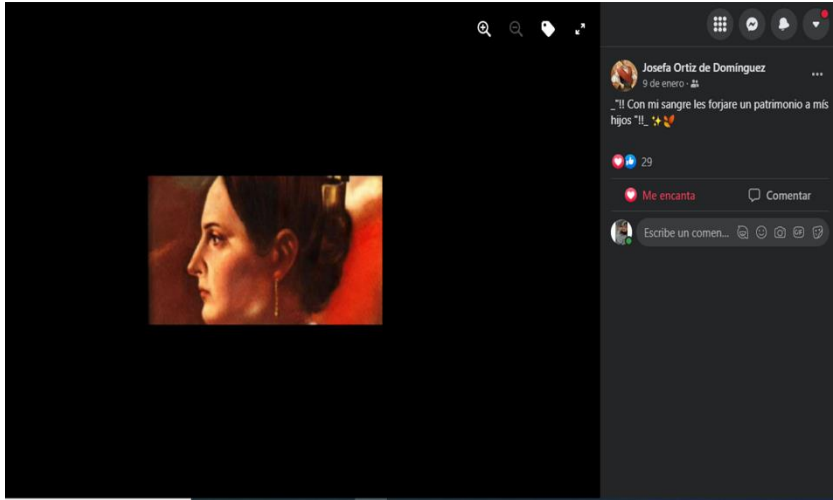 Josefa Ortiz de Domínguez
9 de enero ·
_"!! Con mi sangre les forjare un patrimonio a mís
hijos "!!_
29
Me encanta
Comentar
Escribe un comen...
GIF